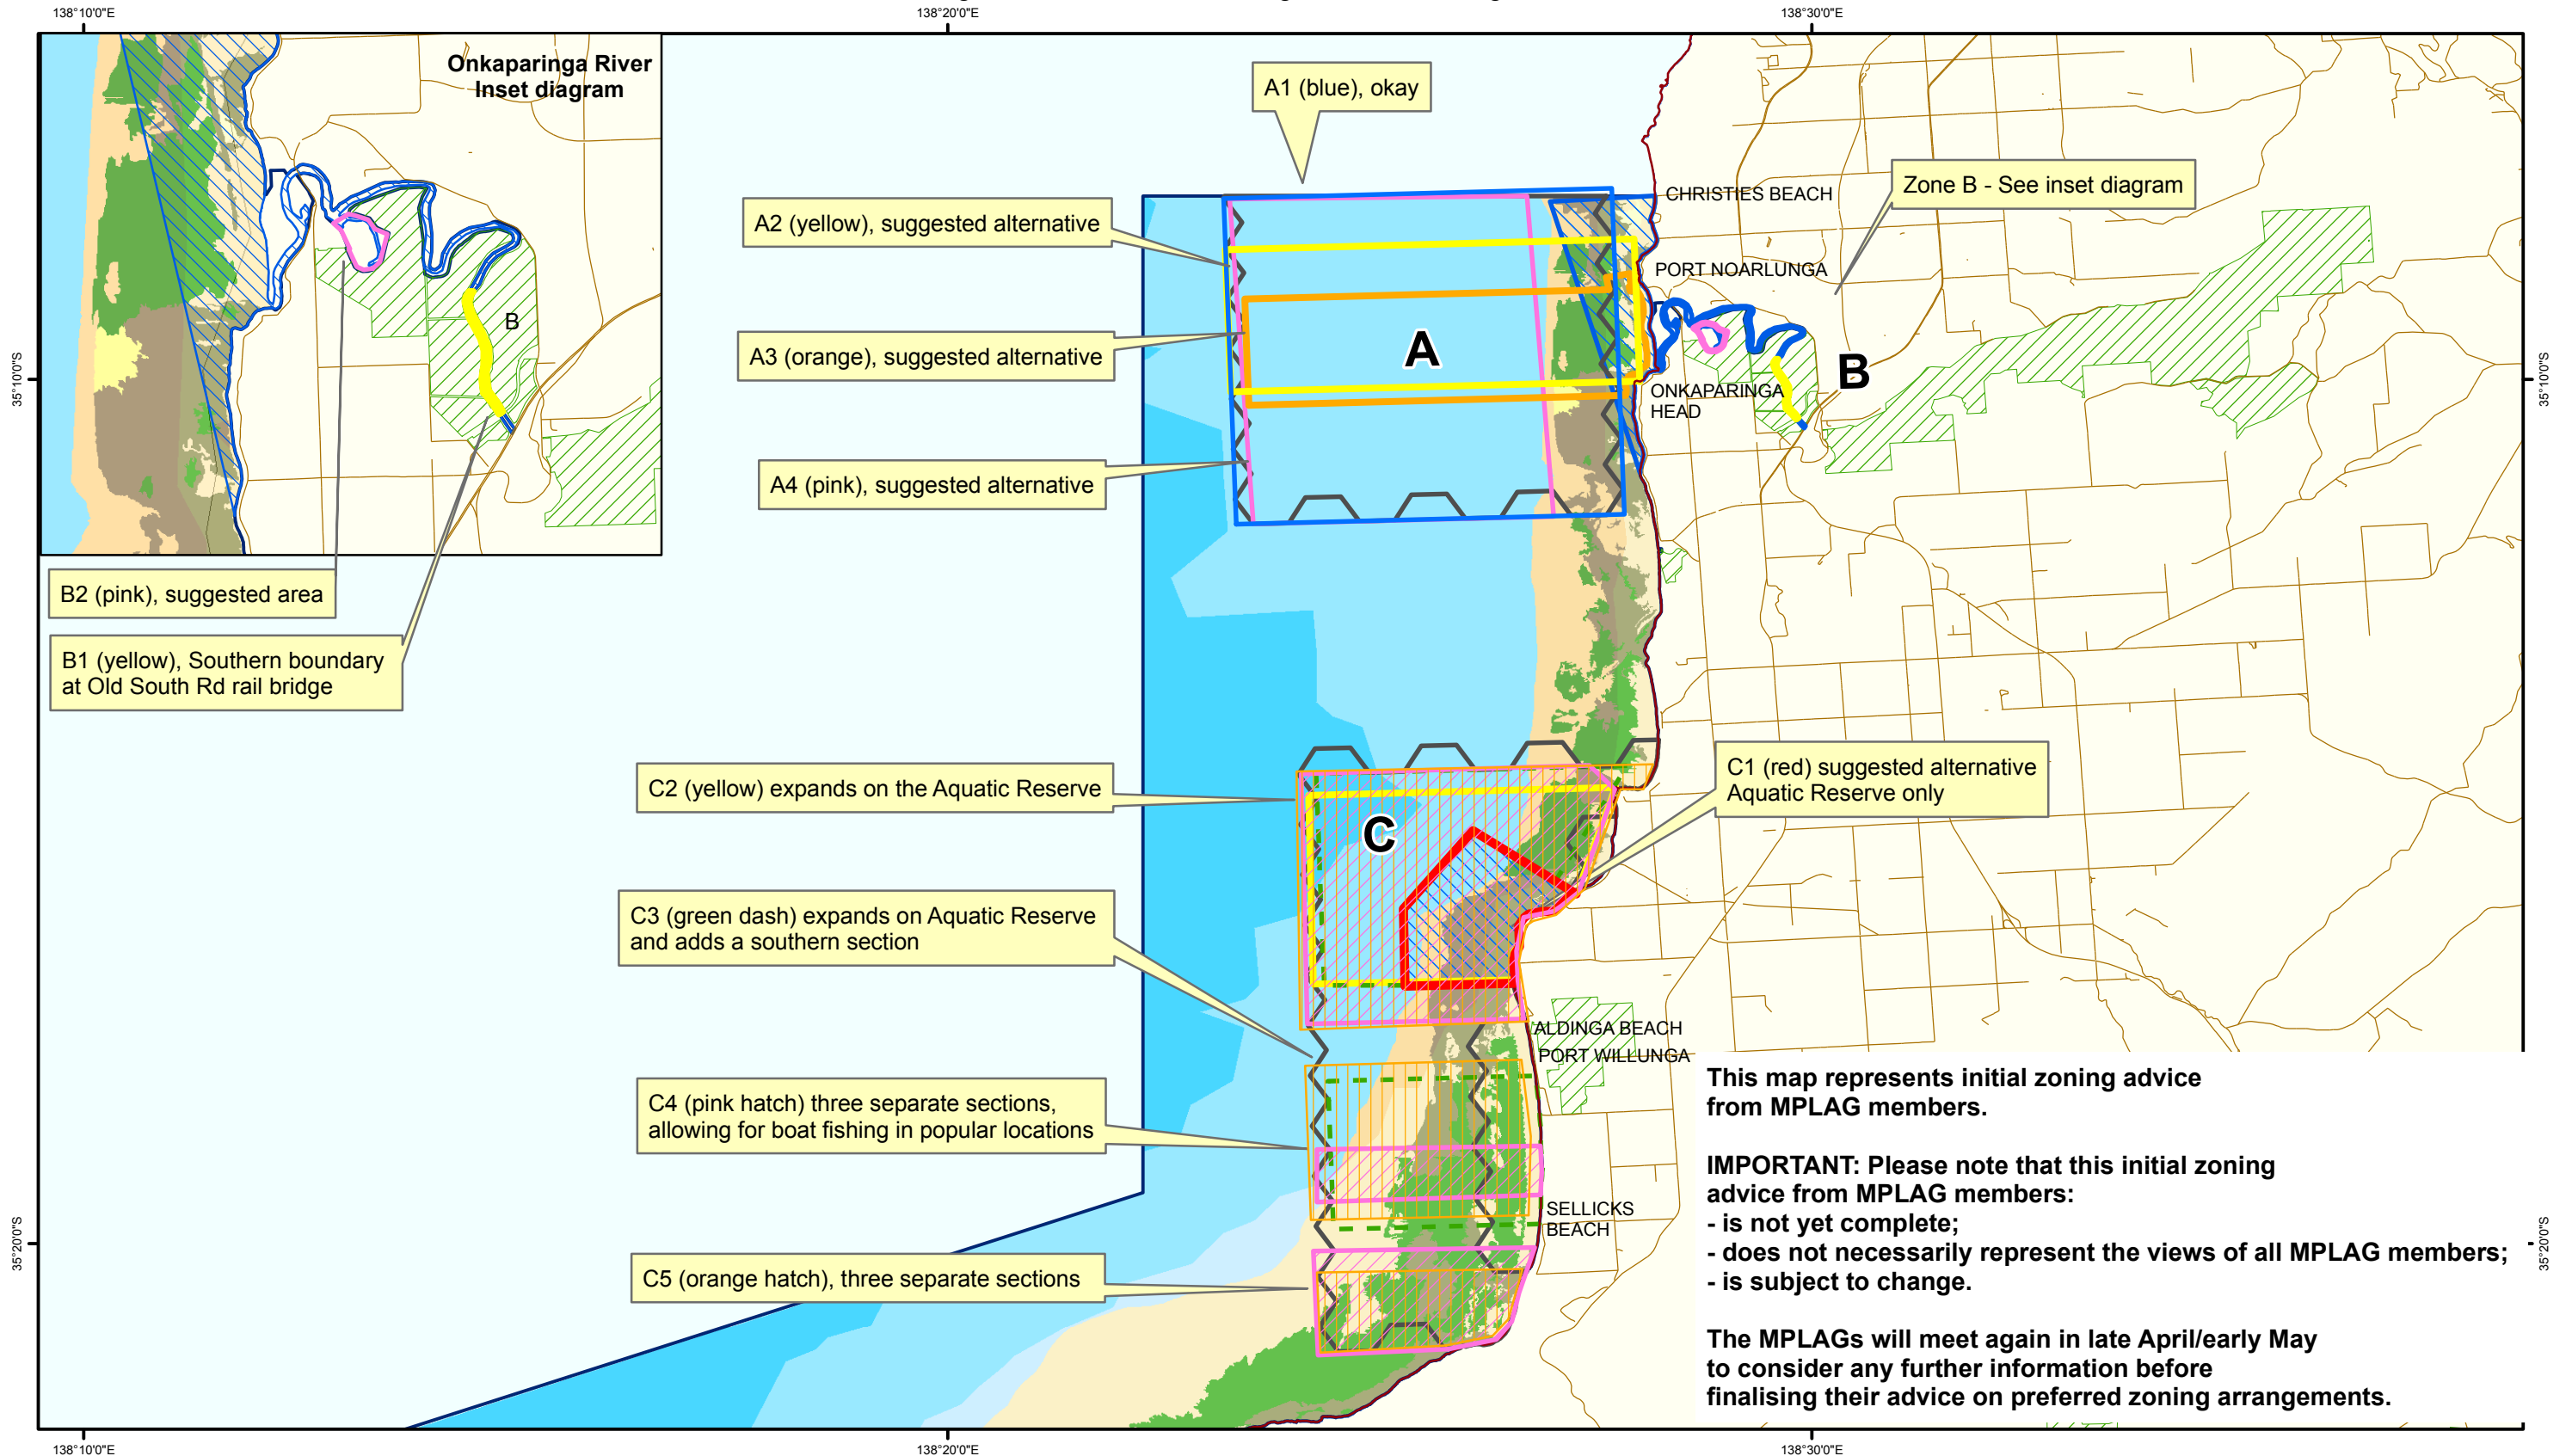 138°10'0"E
138°20'0"E
138°30'0"E
Onkaparinga River
Inset diagram
B
A1 (blue), okay
A2 (yellow), suggested alternative
A3 (orange), suggested alternative
A4 (pink), suggested alternative
Zone B - See inset diagram
CHRISTIES BEACH
PORT NOARLUNGA
ONKAPARINGA
HEAD
A
B
35°10'0"S
35°10'0"S
B2 (pink), suggested area
B1 (yellow), Southern boundary
at Old South Rd rail bridge
C2 (yellow) expands on the Aquatic Reserve
C1 (red) suggested alternative
Aquatic Reserve only
C
C3 (green dash) expands on Aquatic Reserve
and adds a southern section
ALDINGA BEACH
PORT WILLUNGA
C4 (pink hatch) three separate sections,
allowing for boat fishing in popular locations
SELLICKS
BEACH
C5 (orange hatch), three separate sections
This map represents initial zoning advice
from MPLAG members.
IMPORTANT: Please note that this initial zoning
advice from MPLAG members:
- is not yet complete;
- does not necessarily represent the views of all MPLAG members;
- is subject to change.
The MPLAGs will meet again in late April/early May
to consider any further information before
finalising their advice on preferred zoning arrangements.
35°20'0"S
35°20'0"S
138°10'0"E
138°20'0"E
138°30'0"E